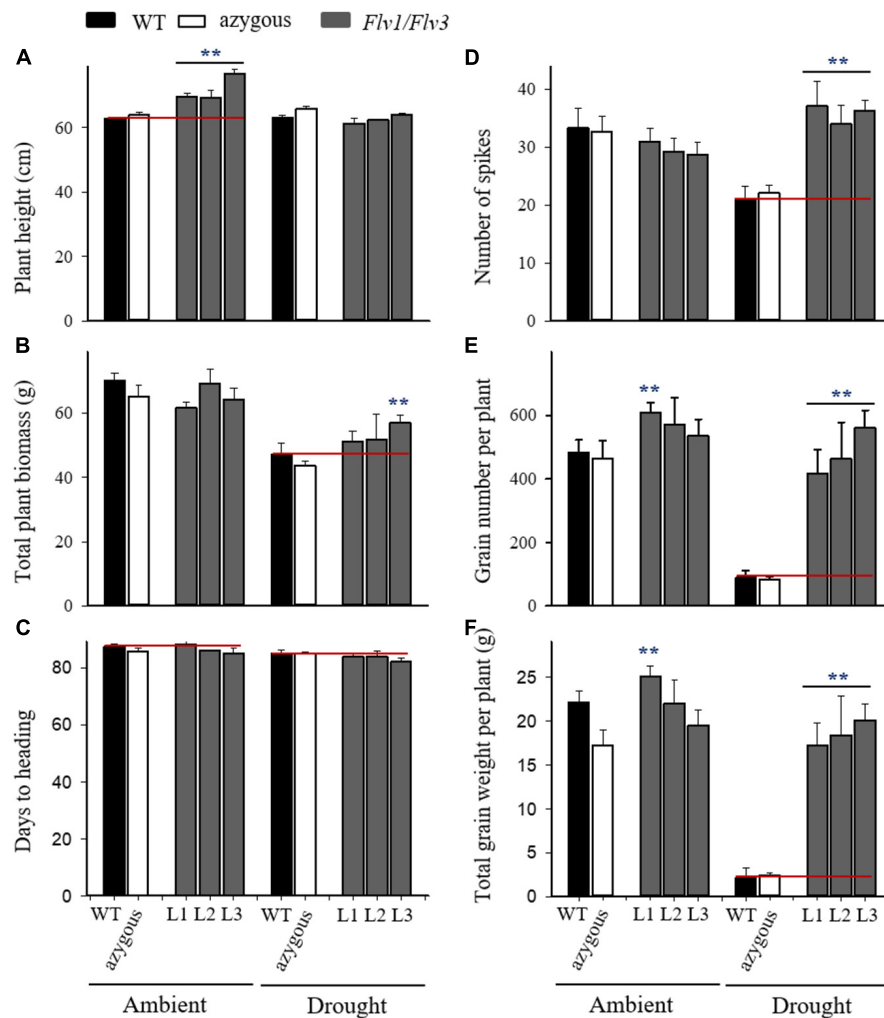 WT azygous Flv1/Flv3
A
**
Plant height (cm)
60
40
20
0
B
**
Total plant biomass (g)
60
40
20
0
C
Days to heading
80
60
40
20
0
WT azygous L1 L2 L3 WT azygous L1 L2 L3
Ambient Drought
D
**
Number of spikes
40
30
20
10
0
E
** **
Grain number per plant
600
400
200
0
F
** **
Total grain weight per plant (g)
25
20
15
10
5
0
WT azygous L1 L2 L3 WT azygous L1 L2 L3
Ambient Drought